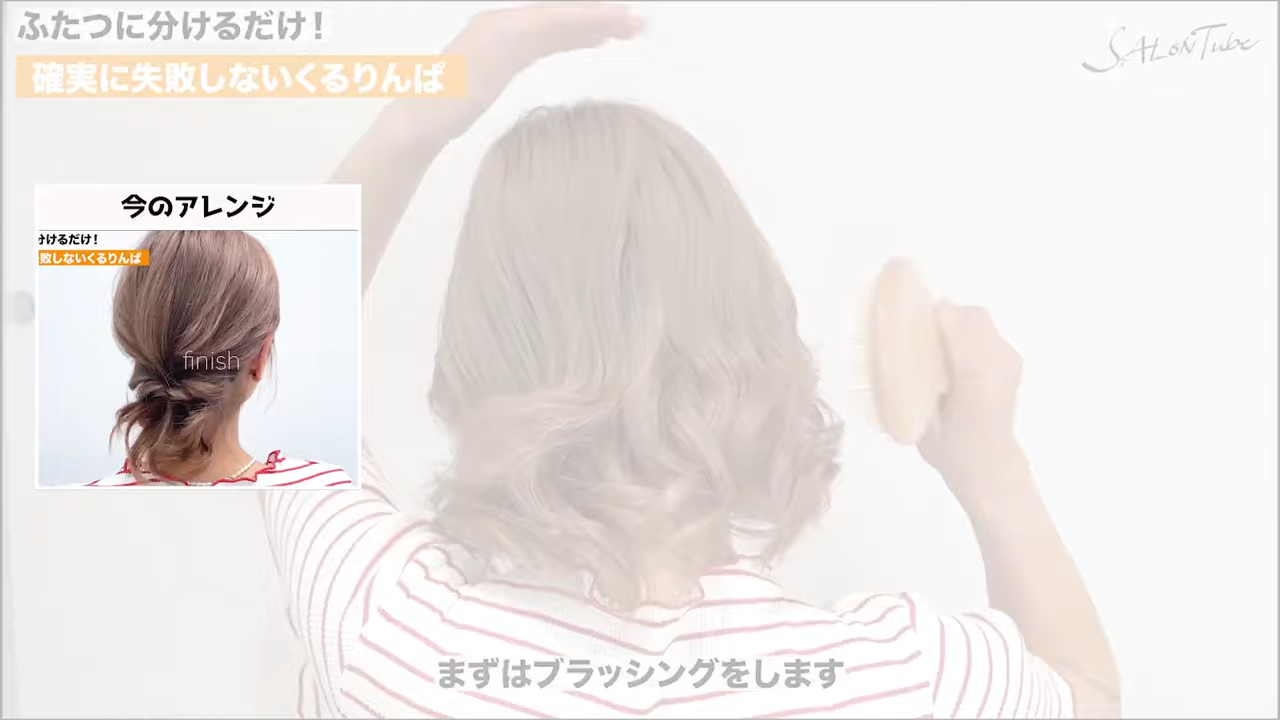 ふたつに分けるだけ!
確実に失敗しないくるりんぱ
SALONTube
今のアレンジ
分けるだけ!
敗しないくるりんぱ
finish
まずはブラッシングをします